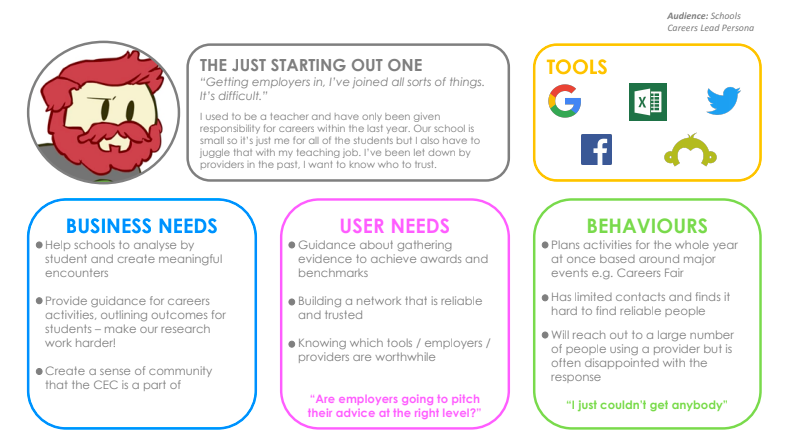 Audience: Schools
Careers Lead Persona
THE JUST STARTING OUT ONE
“Getting employers in, I’ve joined all sorts of things.
It’s difficult.”
I used to be a teacher and have only been given
responsibility for careers within the last year. Our school is
small so it’s just me for all of the students but I also have to
juggle that with my teaching job. I’ve been let down by
providers in the past, I want to know who to trust.
TOOLS
BUSINESS NEEDS
Help schools to analyse by
student and create meaningful
encounters
Provide guidance for careers
activities, outlining outcomes for
students – make our research
work harder!
Create a sense of community
that the CEC is a part of
USER NEEDS
Guidance about gathering
evidence to achieve awards and
benchmarks
Building a network that is reliable
and trusted
Knowing which tools / employers /
providers are worthwhile
“Are employers going to pitch
their advice at the right level?”
BEHAVIOURS
Plans activities for the whole year
at once based around major
events e.g. Careers Fair
Has limited contacts and finds it
hard to find reliable people
Will reach out to a large number
of people using a provider but is
often disappointed with the
response
“I just couldn’t get anybody”